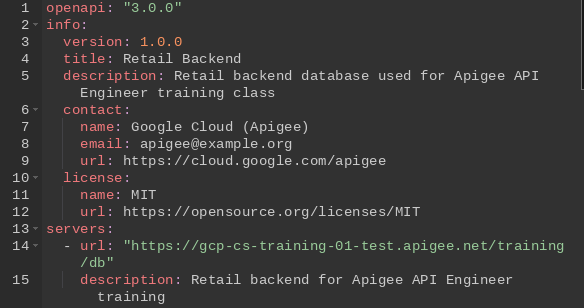 1 openapi: "3.0.0"
2 info:
3 version: 1.0.0
4 title: Retail Backend
5 description: Retail backend database used for Apigee API
Engineer training class
6 contact:
7 name: Google Cloud (Apigee)
8 email: apigee@example.org
9 url: https://cloud.google.com/apigee
10 license:
11 name: MIT
12 url: https://opensource.org/licenses/MIT
13 servers:
14 - url: "https://gcp-cs-training-01-test.apigee.net/training
/db"
15 description: Retail backend for Apigee API Engineer
training